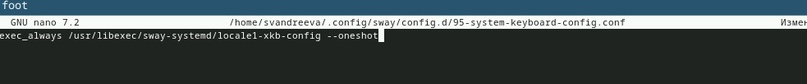 foot
GNU nano 7.2 /home/svandreeva/.config/sway/config.d/95-system-keyboard-config.conf Измен
exec_always /usr/libexec/sway-systemd/locale1-xkb-config --oneshot